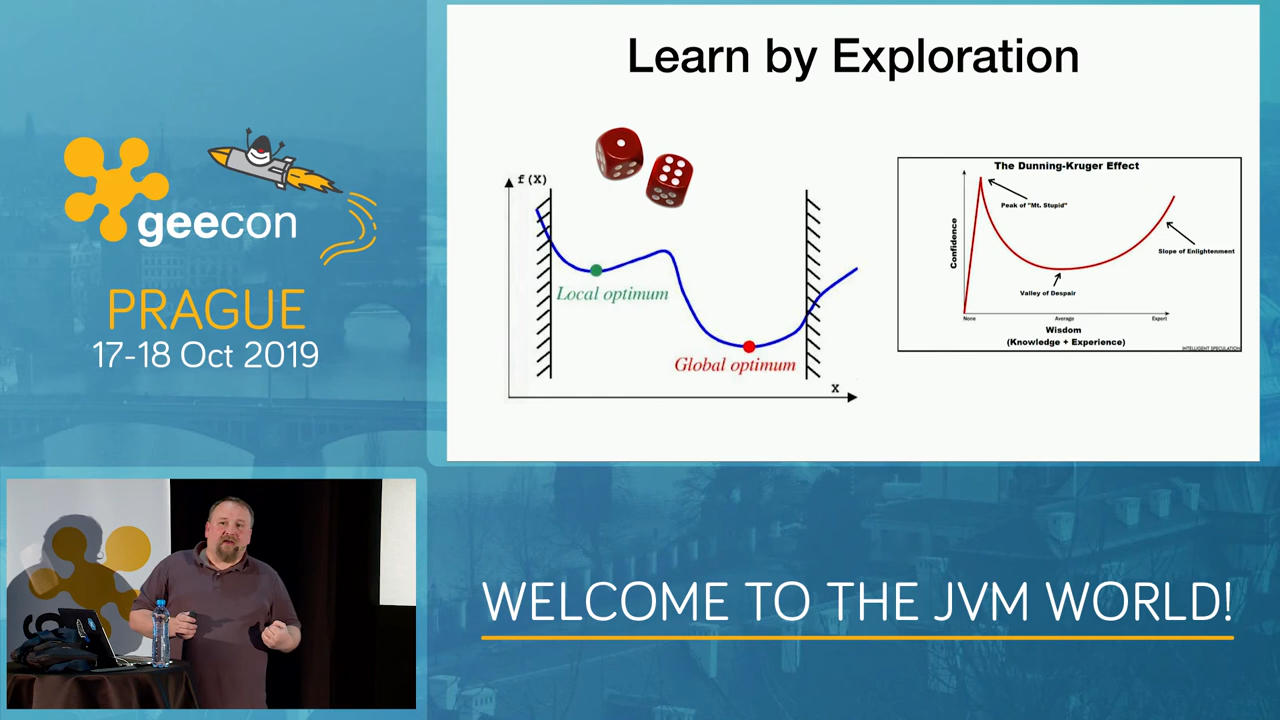 geecon
PRAGUE
17-18 Oct 2019
Learn by Exploration
f(X)
Local optimum
Global optimum
X
The Dunning-Kruger Effect
Peak of "Mt. Stupid"
Confidence
Slope of Enlightenment
Valley of Despair
None Average Expert
Wisdom
(Knowledge + Experience)
INTELLIGENT SPECULATION
WELCOME TO THE JVM WORLD!